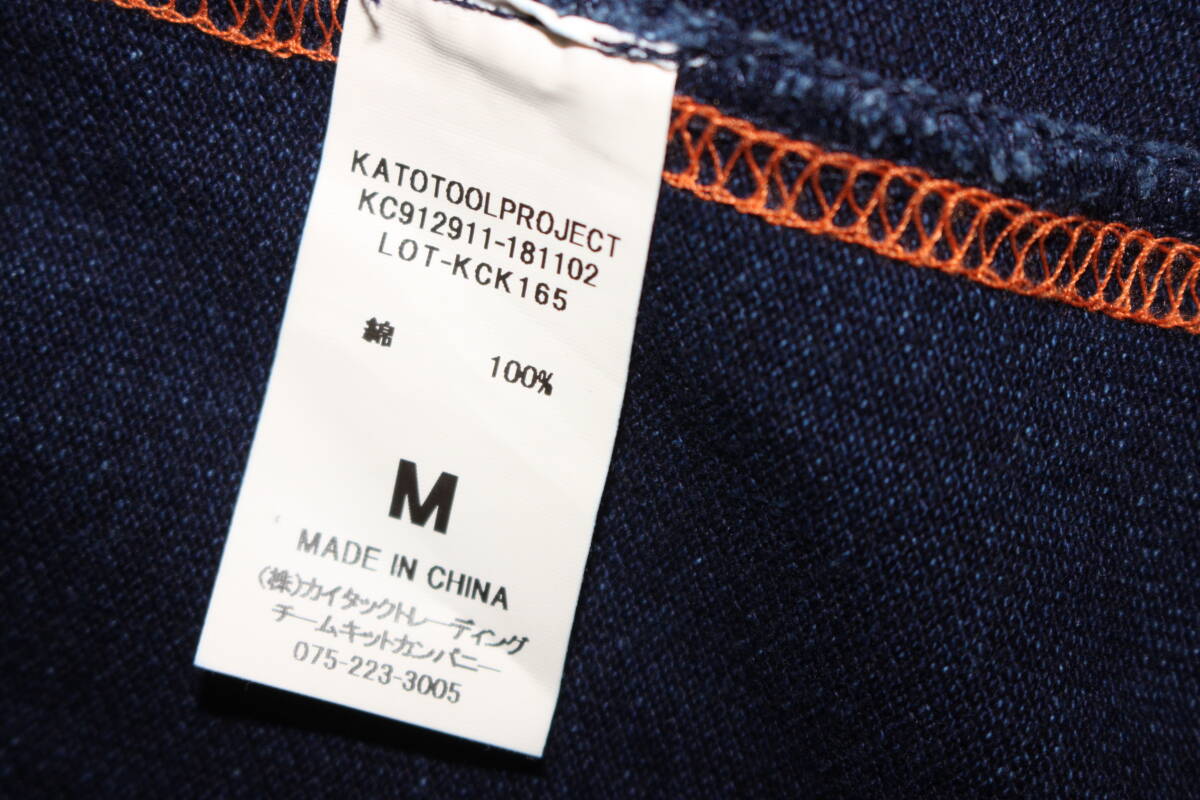 KATOTOOLPROJECT
KC912911-181102
LOT-KCK165
綿 100%
M
MADE IN CHINA
(株)カイタックトレーディング
チームキットカンパニー
075-223-3005